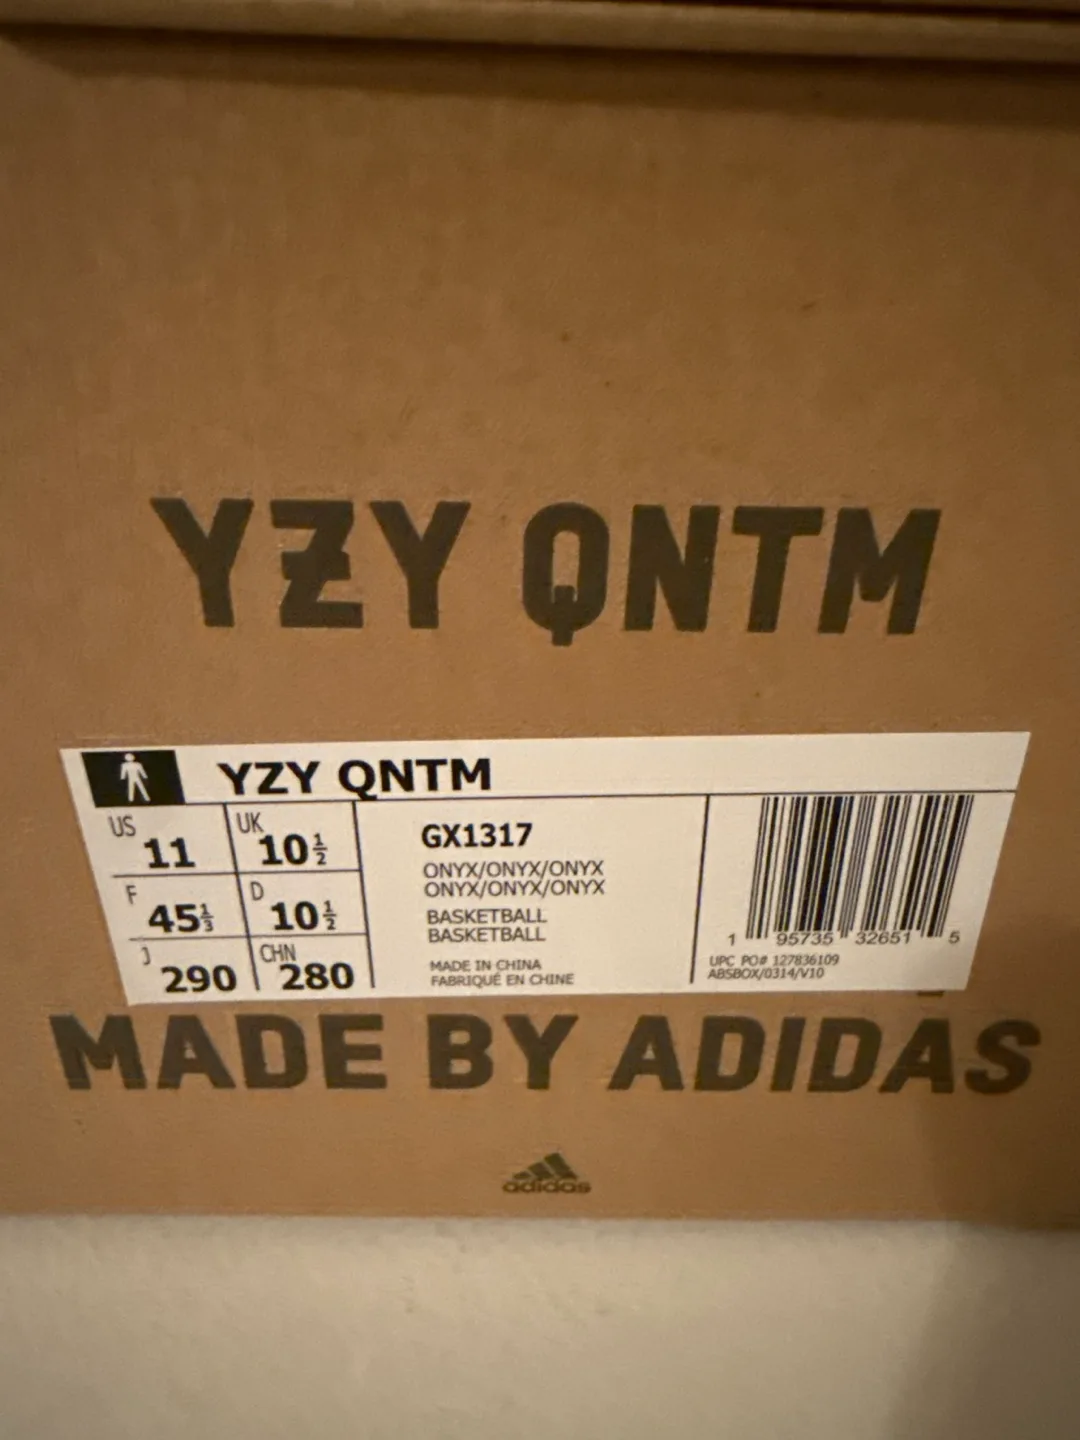 YZY QNTM
YZY QNTM
US 11 UK 10½
F 45⅓ D 10½
J 290 CHN 280
GX1317
ONYX/ONYX/ONYX
ONYX/ONYX/ONYX
BASKETBALL
BASKETBALL
MADE IN CHINA
FABRIQUÉ EN CHINE
1 95735 32651 5
UPC PO# 127836109
ABSBOX/0314/V10
MADE BY ADIDAS
adidas